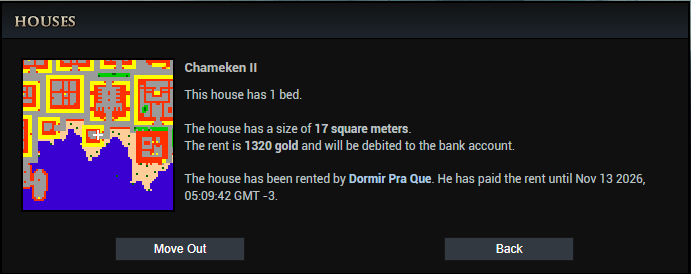 HOUSES
Chameken II
This house has 1 bed.
The house has a size of 17 square meters.
The rent is 1320 gold and will be debited to the bank account.
The house has been rented by Dormir Pra Que. He has paid the rent until Nov 13 2026,
05:09:42 GMT -3.
Move Out
Back